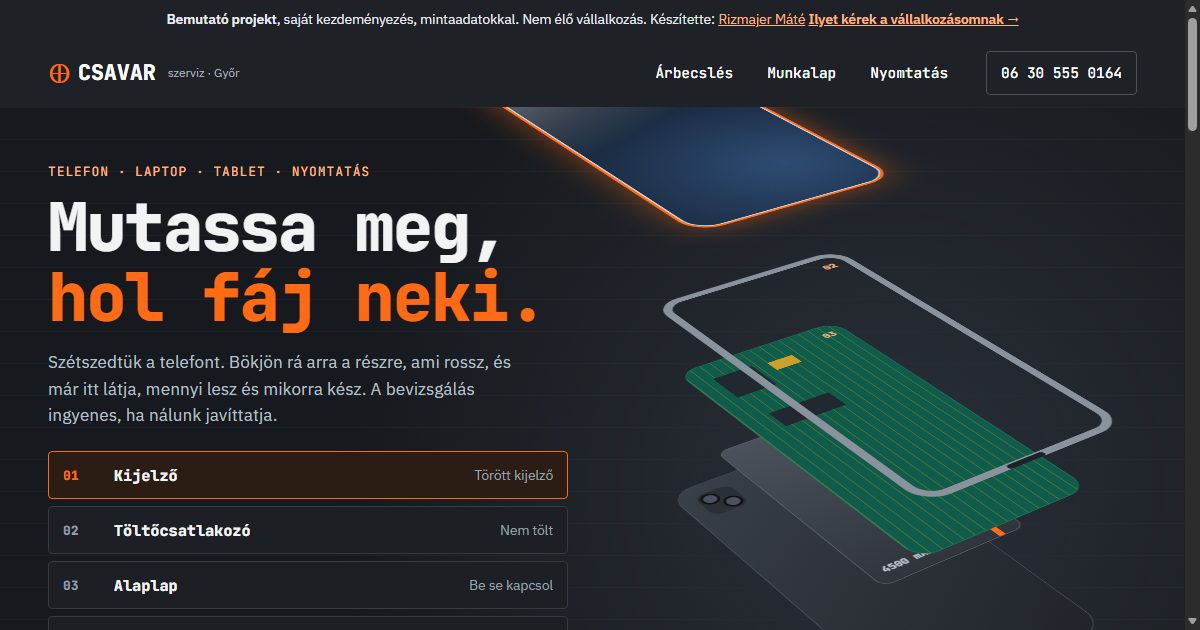 Bemutató projekt, saját kezdeményezés, mintaadatokkal. Nem élő vállalkozás. Készítette: Rizmajer Máté Ilyet kérek a vállalkozásomnak →
CSAVAR szerviz · Győr
Árbecslés Munkalap Nyomtatás 06 30 555 0164
TELEFON · LAPTOP · TABLET · NYOMTATÁS
Mutassa meg,
hol fáj neki.
Szétszedtük a telefont. Bökjön rá arra a részre, ami rossz, és
már itt látja, mennyi lesz és mikorra kész. A bevizsgálás
ingyenes, ha nálunk javíttatja.
01 Kijelző Törött kijelző
02 Töltőcsatlakozó Nem tölt
03 Alaplap Be se kapcsol
02
03
4500